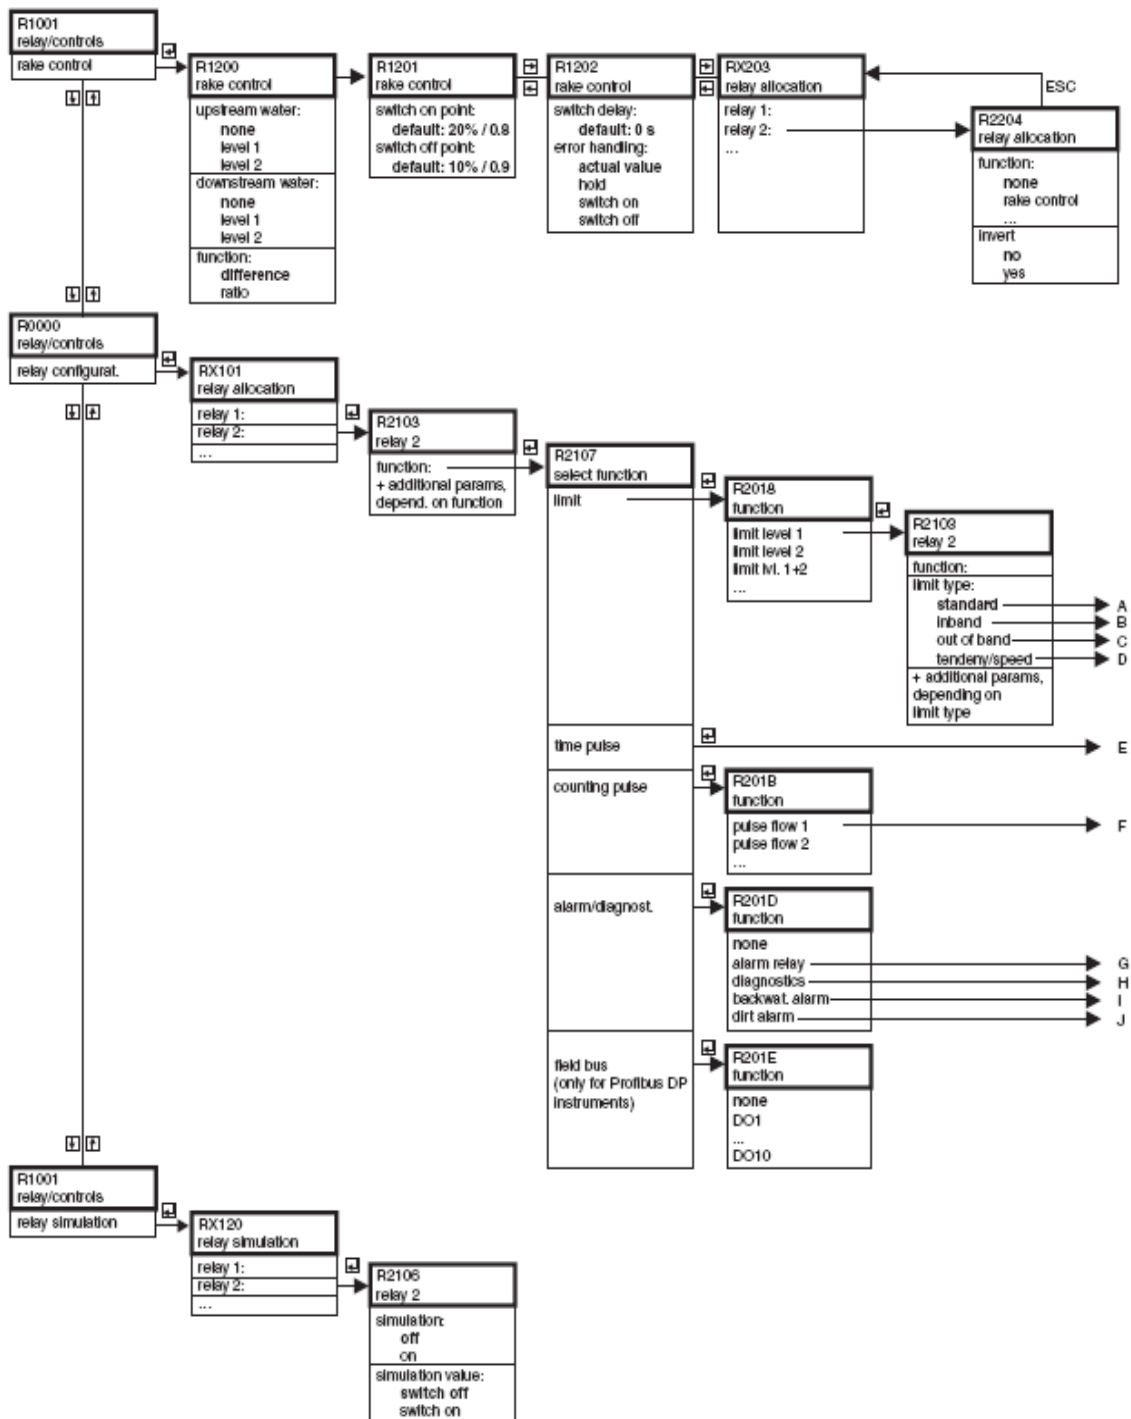 R1001
relay/controls
rake control
R1200
rake control
upstream water:
none
level 1
level 2
downstream water:
none
level 1
level 2
function:
difference
ratio
R1201
rake control
switch on point:
default: 20% / 0.8
switch off point:
default: 10% / 0.9
R1202
rake control
switch delay:
default: 0 s
error handling:
actual value
hold
switch on
switch off
RX203
relay allocation
relay 1:
relay 2:
...
ESC
R2204
relay allocation
function:
none
rake control
...
invert
no
yes
R0000
relay/controls
relay configurat.
RX101
relay allocation
relay 1:
relay 2:
...
R2103
relay 2
function:
+ additional params,
depend. on function
R2107
select function
limit
time pulse
counting pulse
alarm/diagnost.
field bus
(only for Profibus DP
instruments)
R2018
function
limit level 1
limit level 2
limit lvl. 1+2
...
R2103
relay 2
function:
limit type:
standard
inband
out of band
tendeny/speed
+ additional params,
depending on
limit type
A
B
C
D
E
R201B
function
pulse flow 1
pulse flow 2
...
F
R201D
function
none
alarm relay
diagnostics
backwat. alarm
dirt alarm
G
H
I
J
R201E
function
none
DO1
...
DO10
R1001
relay/controls
relay simulation
RX120
relay simulation
relay 1:
relay 2:
...
R2106
relay 2
simulation:
off
on
simulation value:
switch off
switch on